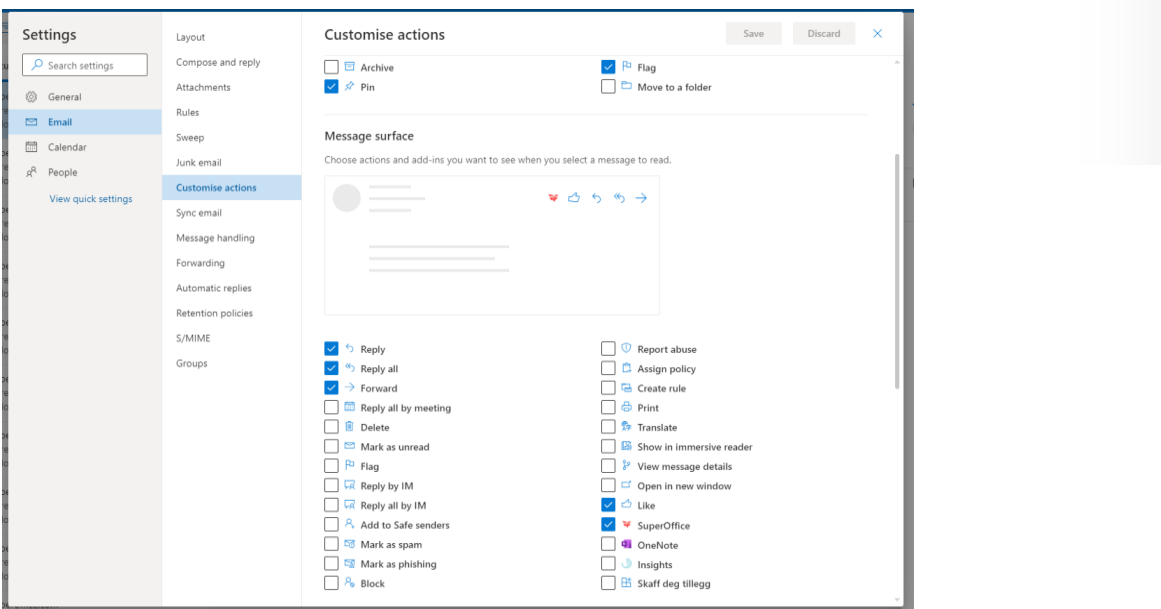 Settings
Search settings
General
Email
Calendar
People
View quick settings
Layout
Compose and reply
Attachments
Rules
Sweep
Junk email
Customise actions
Sync email
Message handling
Forwarding
Automatic replies
Retention policies
S/MIME
Groups
Customise actions
Save
Discard
Archive
Flag
Pin
Move to a folder
Message surface
Choose actions and add-ins you want to see when you select a message to read.
Reply
Reply all
Forward
Reply all by meeting
Delete
Mark as unread
Flag
Reply by IM
Reply all by IM
Add to Safe senders
Mark as spam
Mark as phishing
Block
Report abuse
Assign policy
Create rule
Print
Translate
Show in immersive reader
View message details
Open in new window
Like
SuperOffice
OneNote
Insights
Skaff deg tillegg